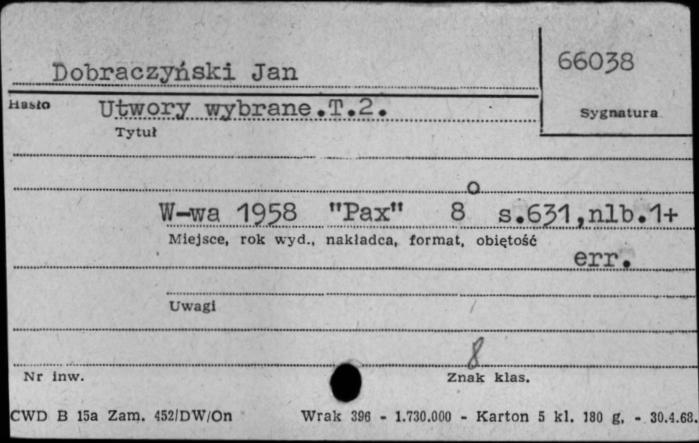 66038
Dobraczyński Jan
Hasło
Utwory wybrane.T.2.
Sygnatura
Tytuł
W-wa 1958 "Pax" 8° s.631,nlb.1+
Miejsce, rok wyd., nakładca, format, objętość
err.
Uwagi
8
Nr inw.
Znak klas.
CWD B 15a Zam. 452/DW/On Wrak 396 - 1.730.000 - Karton 5 kl. 180 g. - 30.4.68.